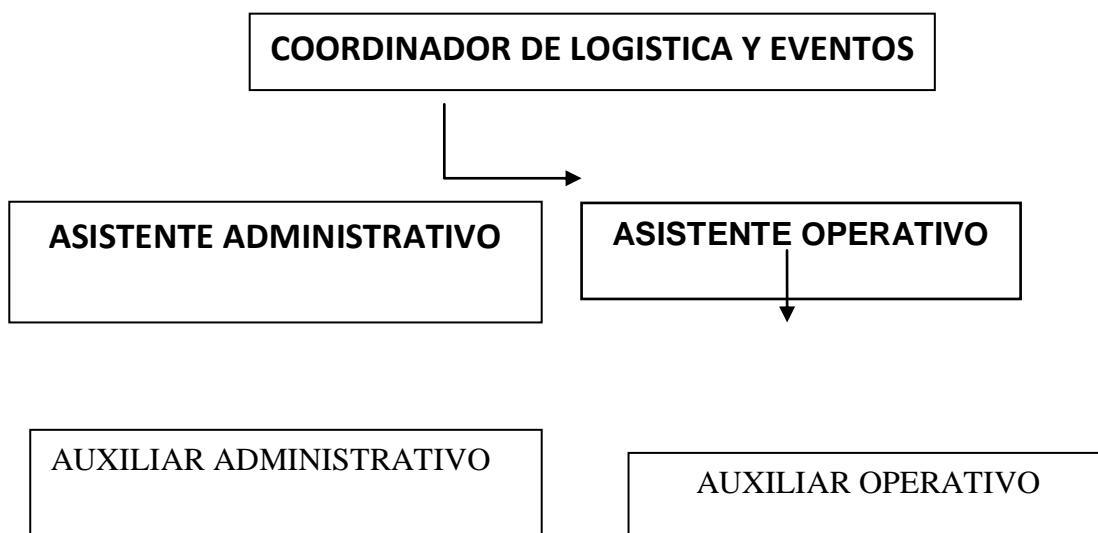 COORDINADOR DE LOGISTICA Y EVENTOS
ASISTENTE ADMINISTRATIVO
ASISTENTE OPERATIVO
AUXILIAR ADMINISTRATIVO
AUXILIAR OPERATIVO